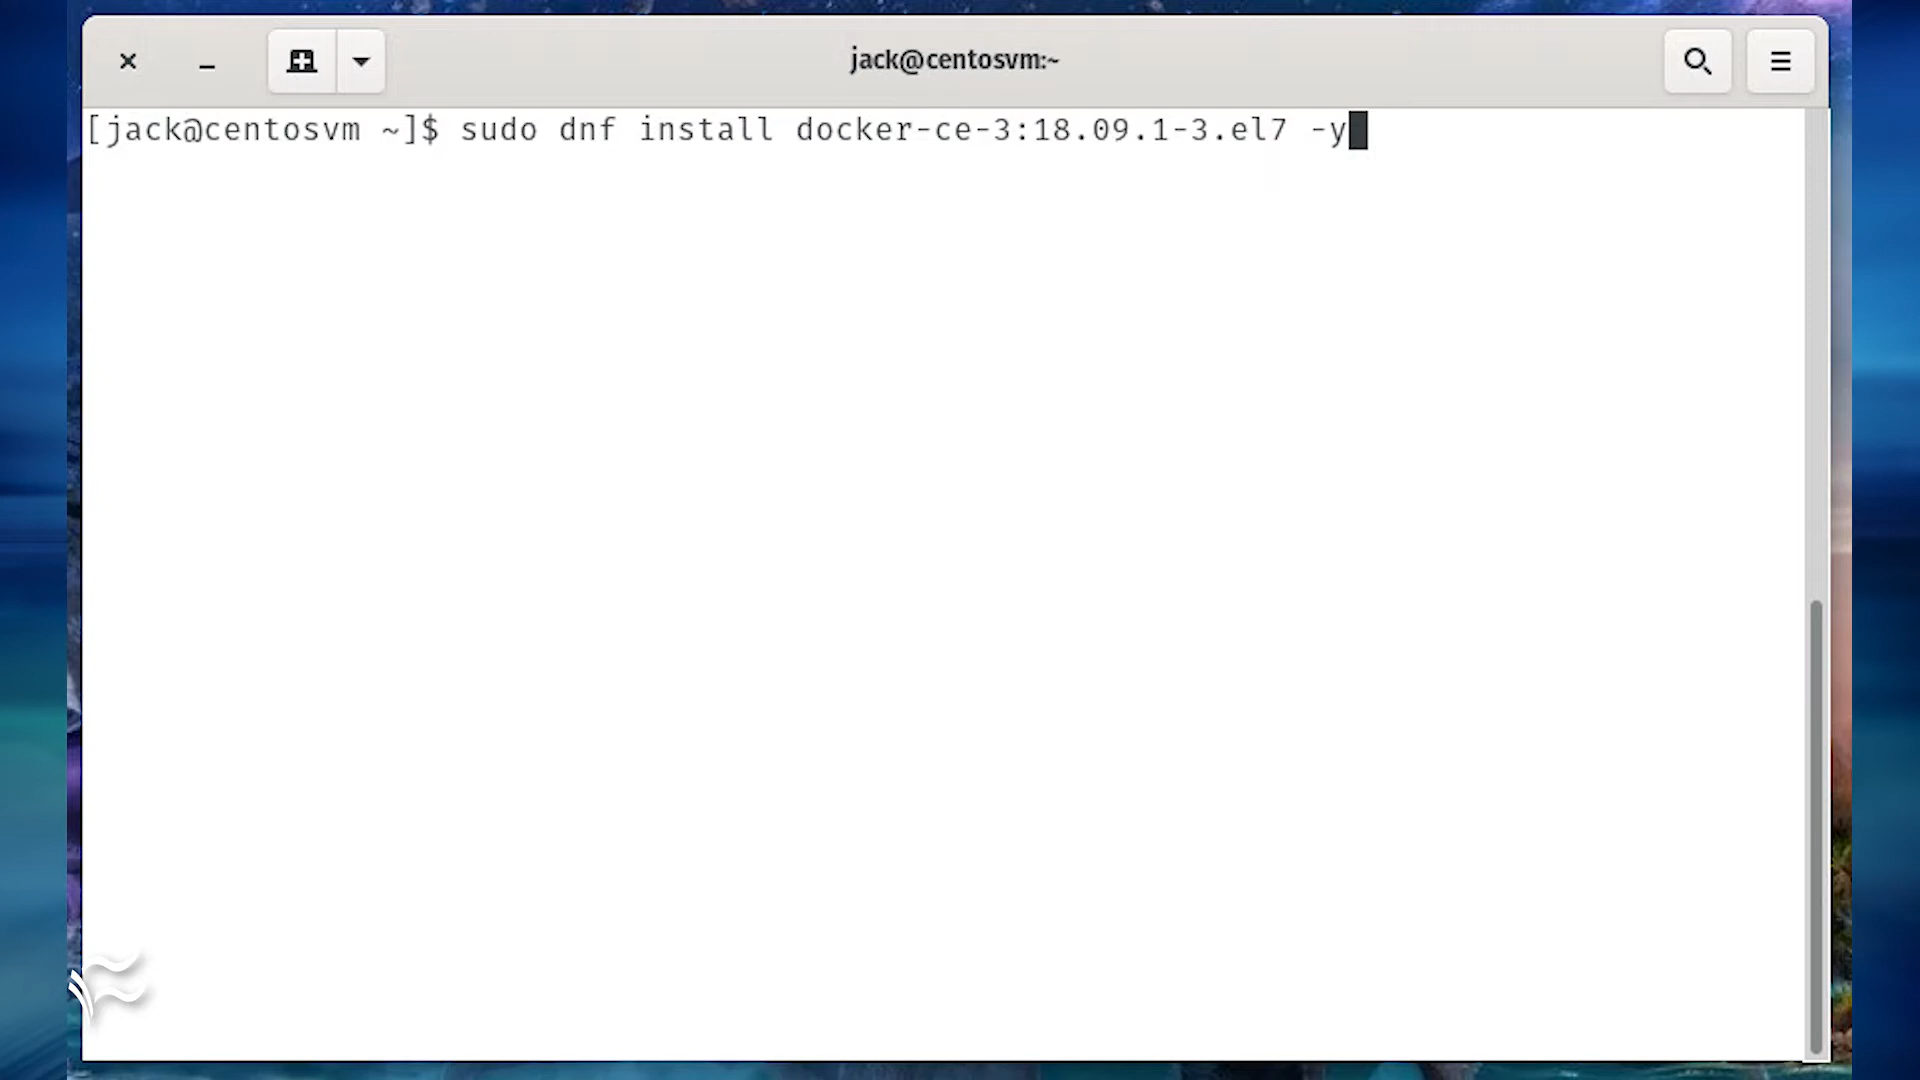 jack@centosvm:~
[jack@centosvm ~]$ sudo dnf install docker-ce-3:18.09.1-3.el7 -y